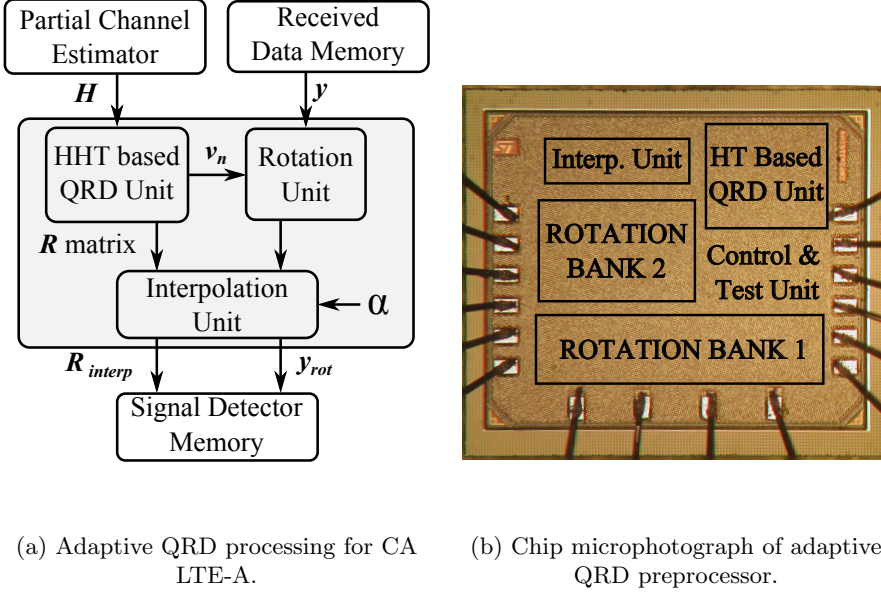 Partial Channel
Estimator
Received
Data Memory
H
y
HHT based
QRD Unit
v_n
Rotation
Unit
R matrix
Interpolation
Unit
α
R_interp
y_rot
Signal Detector
Memory
(a) Adaptive QRD processing for CA
LTE-A.
Interp. Unit
HT Based
QRD Unit
ROTATION
BANK 2
Control &
Test Unit
ROTATION BANK 1
(b) Chip microphotograph of adaptive
QRD preprocessor.